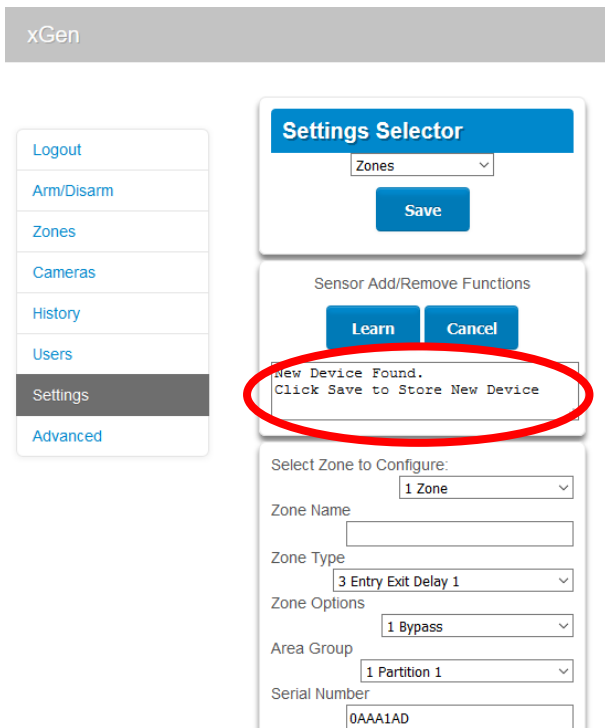 xGen
Logout
Arm/Disarm
Zones
Cameras
History
Users
Settings
Advanced
Settings Selector
Zones
Save
Sensor Add/Remove Functions
Learn Cancel
New Device Found.
Click Save to Store New Device
Select Zone to Configure:
1 Zone
Zone Name
Zone Type
3 Entry Exit Delay 1
Zone Options
1 Bypass
Area Group
1 Partition 1
Serial Number
0AAA1AD